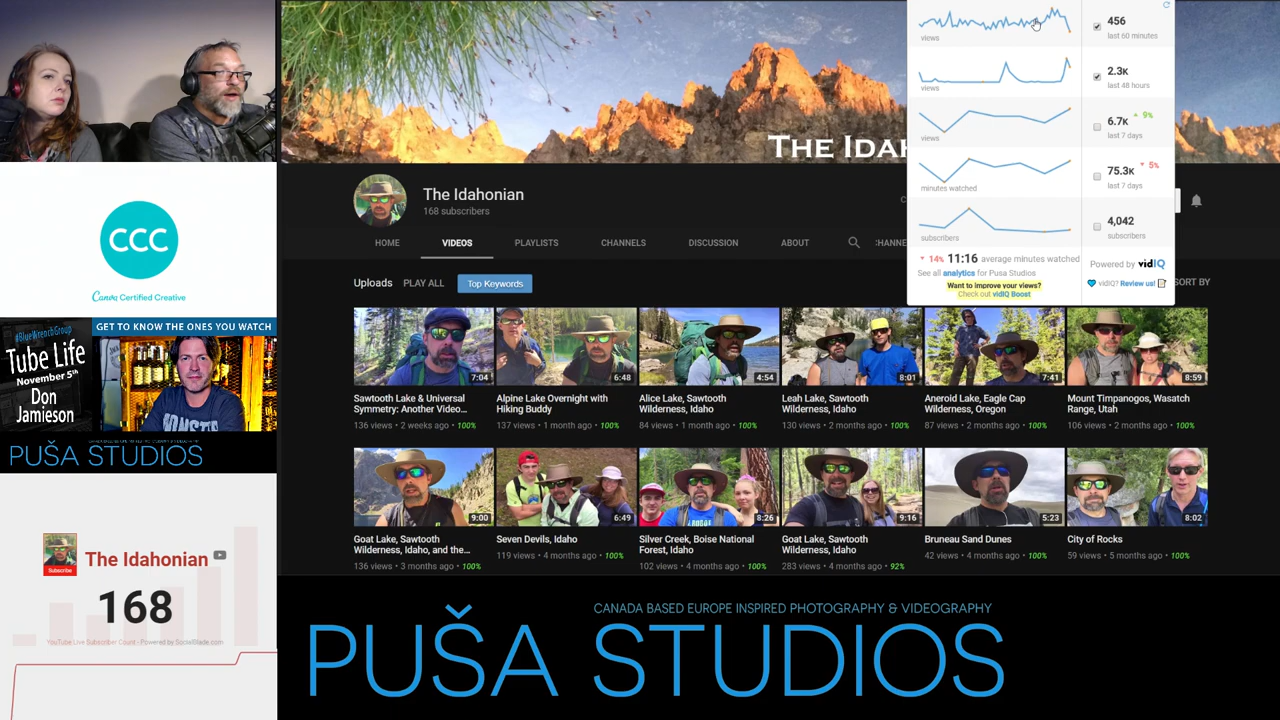 CCC
Canva Certified Creative
#BlueWrenchGroup
Tube Life
November 5th
Don
Jamieson
GET TO KNOW THE ONES YOU WATCH
PUŠA STUDIOS
The Idahonian
Subscribe
168
YouTube Live Subscriber Count - Powered by SocialBlade.com
THE IDAH
The Idahonian
168 subscribers
HOME VIDEOS PLAYLISTS CHANNELS DISCUSSION ABOUT CHANNE
Uploads PLAY ALL Top Keywords SORT BY
views
456
last 60 minutes
views
2.3K
last 48 hours
views
6.7K 9%
last 7 days
minutes watched
75.3K 5%
last 7 days
subscribers
4,042
subscribers
14% 11:16 average minutes watched
See all analytics for Pusa Studios
Want to improve your views?
Check out vidIQ Boost
Powered by vidIQ
vidIQ? Review us!
7:04
6:48
4:54
8:01
7:41
8:59
Sawtooth Lake & Universal
Symmetry: Another Video...
136 views • 2 weeks ago • 100%
Alpine Lake Overnight with
Hiking Buddy
137 views • 1 month ago • 100%
Alice Lake, Sawtooth
Wilderness, Idaho
84 views • 1 month ago • 100%
Leah Lake, Sawtooth
Wilderness, Idaho
130 views • 2 months ago • 100%
Aneroid Lake, Eagle Cap
Wilderness, Oregon
87 views • 2 months ago • 100%
Mount Timpanogos, Wasatch
Range, Utah
106 views • 2 months ago • 100%
9:00
6:49
8:26
9:16
5:23
8:02
Goat Lake, Sawtooth
Wilderness, Idaho, and the...
136 views • 3 months ago • 100%
Seven Devils, Idaho
119 views • 4 months ago • 100%
Silver Creek, Boise National
Forest, Idaho
102 views • 4 months ago • 100%
Goat Lake, Sawtooth
Wilderness, Idaho
283 views • 4 months ago • 92%
Bruneau Sand Dunes
42 views • 4 months ago • 100%
City of Rocks
59 views • 5 months ago • 100%
CANADA BASED EUROPE INSPIRED PHOTOGRAPHY & VIDEOGRAPHY
PUŠA STUDIOS